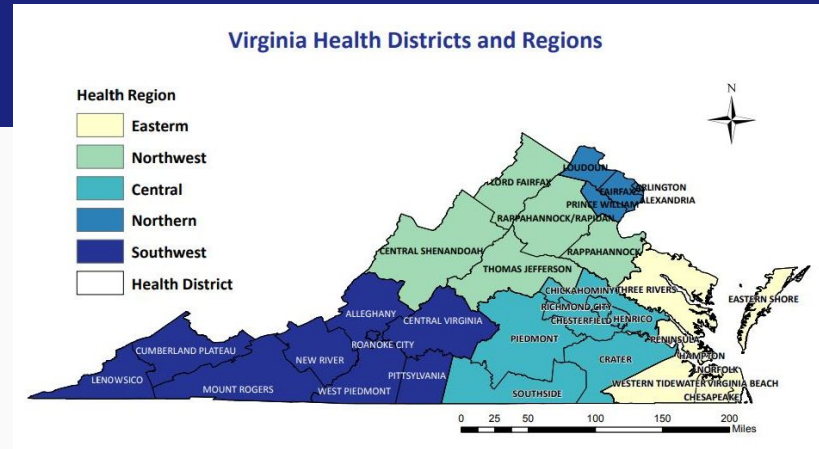 Virginia Health Districts and Regions
Health Region
Easterm
Northwest
Central
Northern
Southwest
Health District
N
LOUDOUN
LORD FAIRFAX
FAIRFAX
ARLINGTON
PRINCE WILLIAM
ALEXANDRIA
RAPPAHANNOCK/RAPIDAN
CENTRAL SHENANDOAH
RAPPAHANNOCK
THOMAS JEFFERSON
CHICKAHOMINY
THREE RIVERS
EASTERN SHORE
RICHMOND CITY
ALLEGHANY
CENTRAL VIRGINIA
CHESTERFIELD
HENRICO
PIEDMONT
PENINSULA
ROANOKE CITY
CUMBERLAND PLATEAU
NEW RIVER
CRATER
HAMPTON
NORFOLK
LENOWISCO
MOUNT ROGERS
WEST PIEDMONT
PITTSYLVANIA
SOUTHSIDE
WESTERN TIDEWATER
VIRGINIA BEACH
CHESAPEAKE
0 25 50 100 150 200
Miles